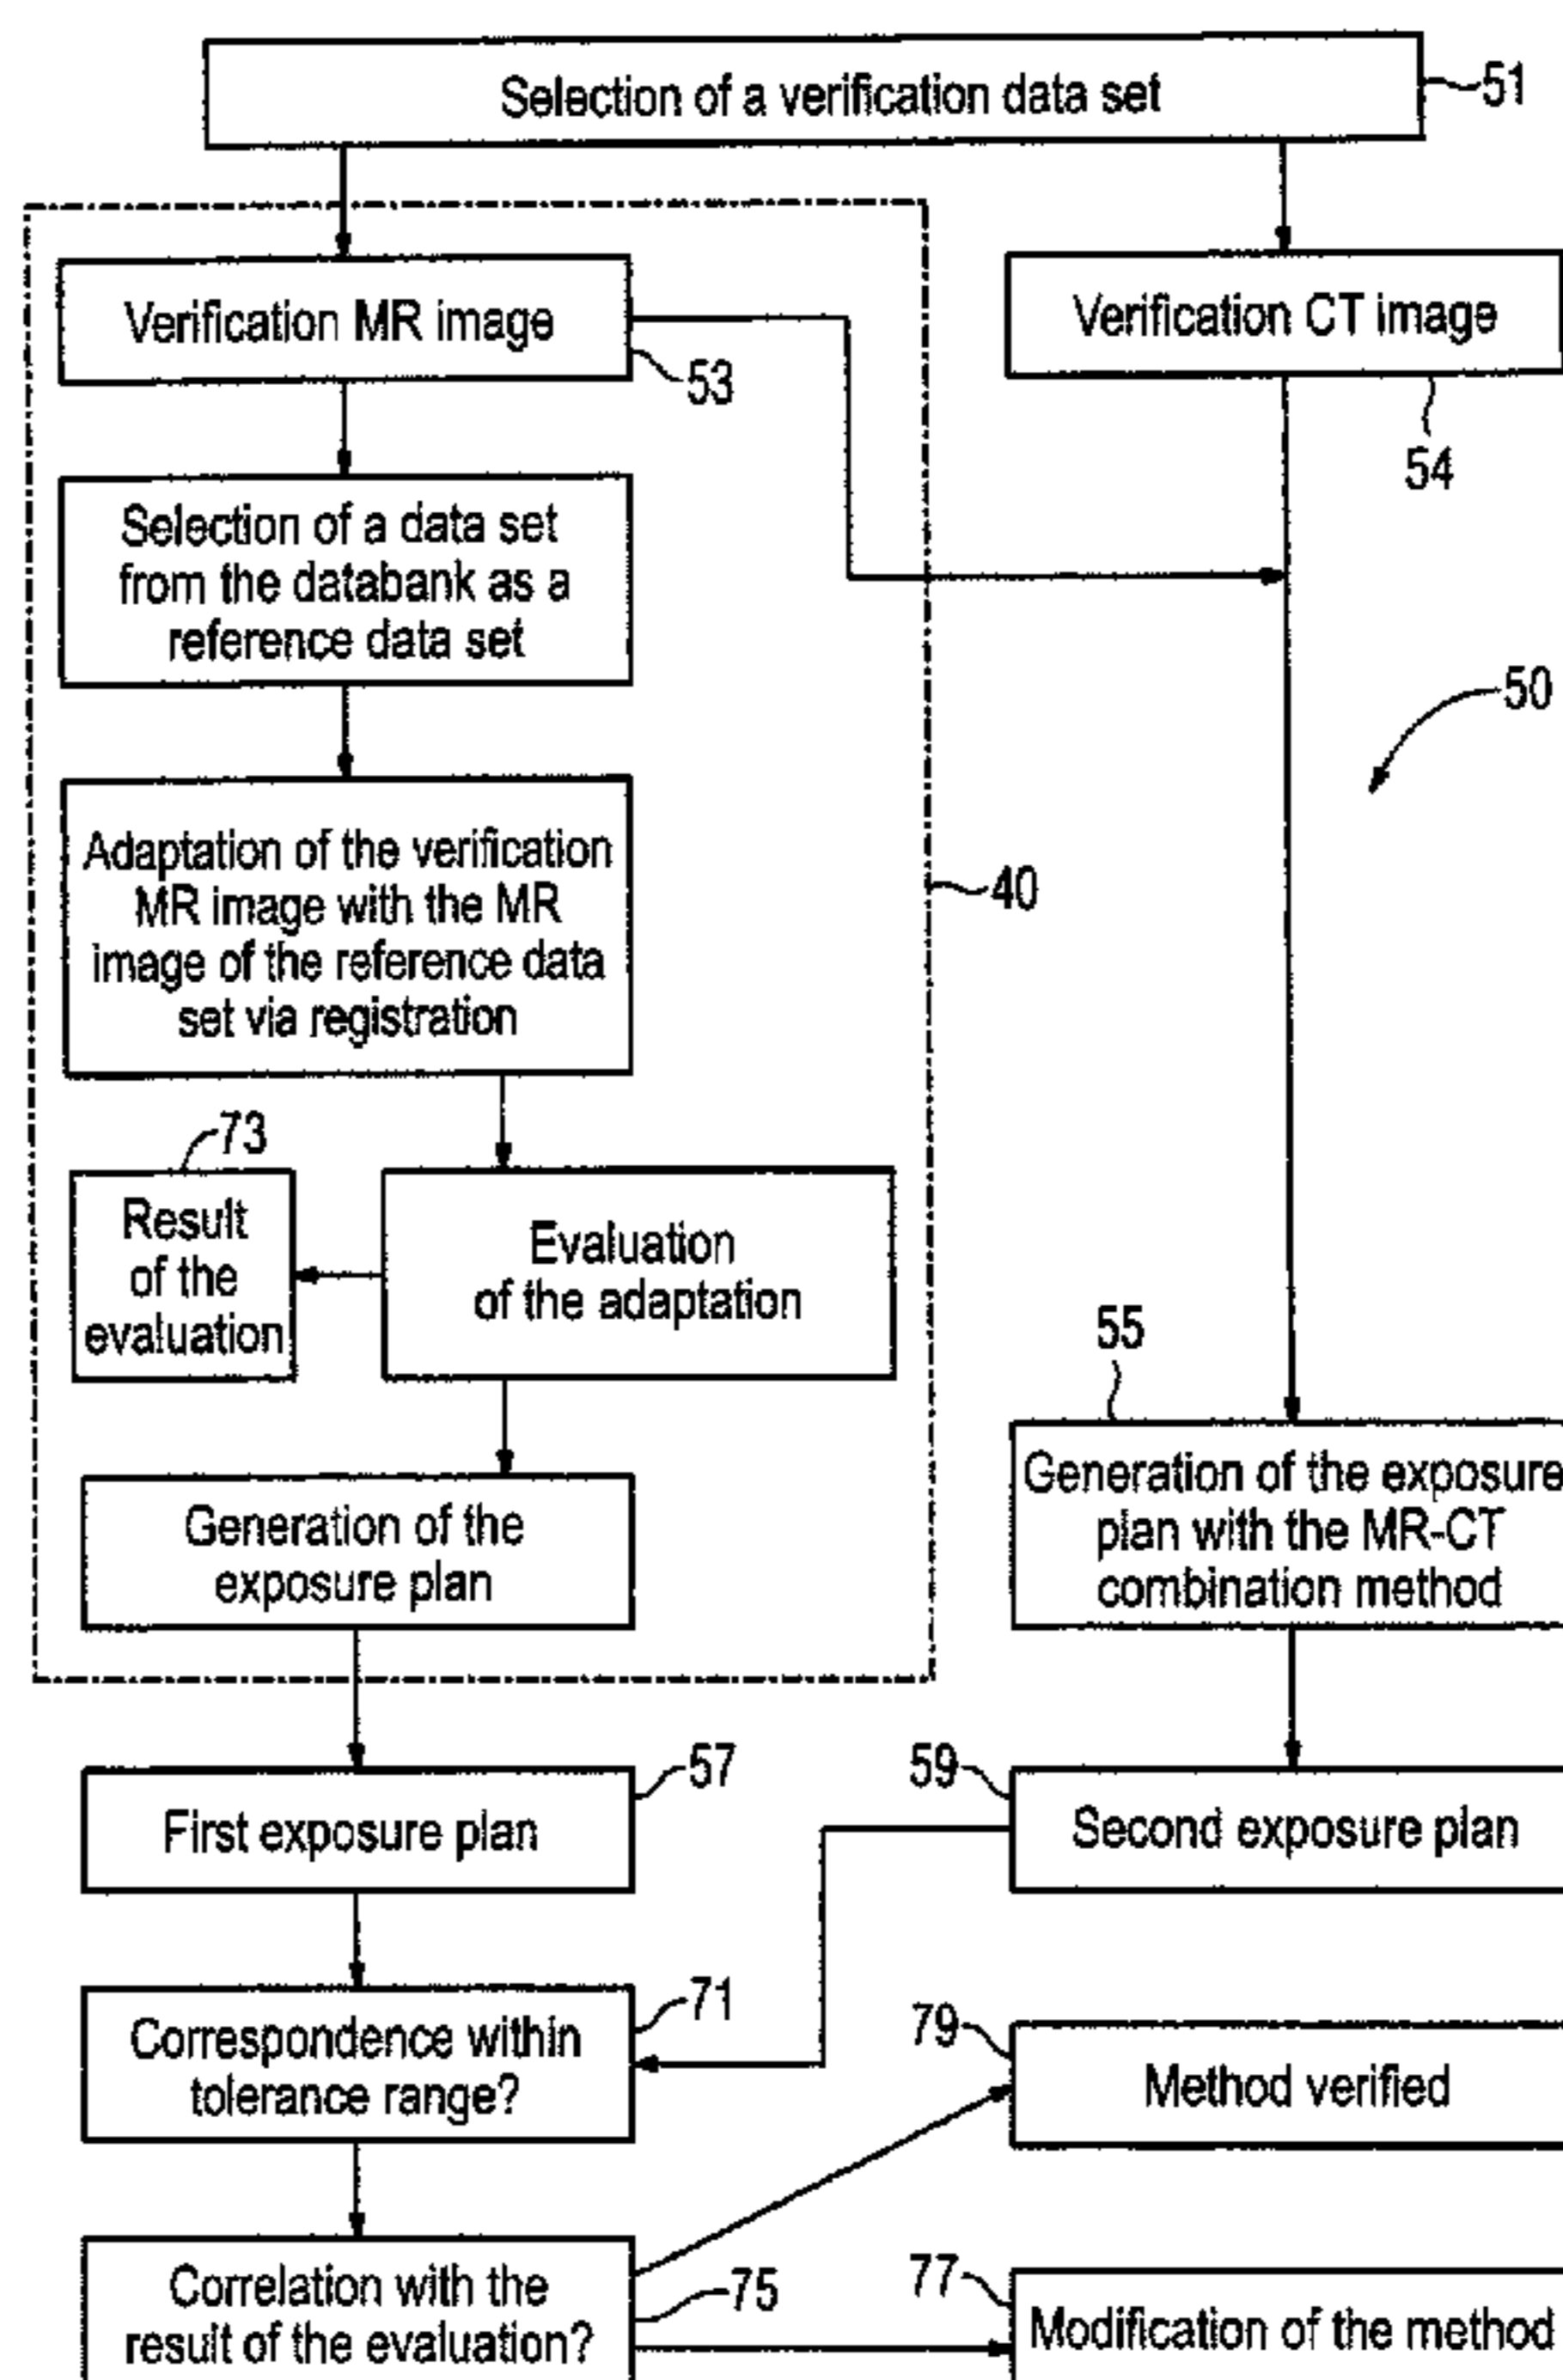 Selection of a verification data set
51
Verification MR image
53
Verification CT image
54
Selection of a data set
from the databank as a
reference data set
50
Adaptation of the verification
MR image with the MR
image of the reference data
set via registration
40
73
Result
of the
evaluation
Evaluation
of the adaptation
55
Generation of the exposure
plan with the MR-CT
combination method
Generation of the
exposure plan
57
First exposure plan
59
Second exposure plan
71
Correspondence within
tolerance range?
79
Method verified
75
Correlation with the
result of the evaluation?
77
Modification of the method